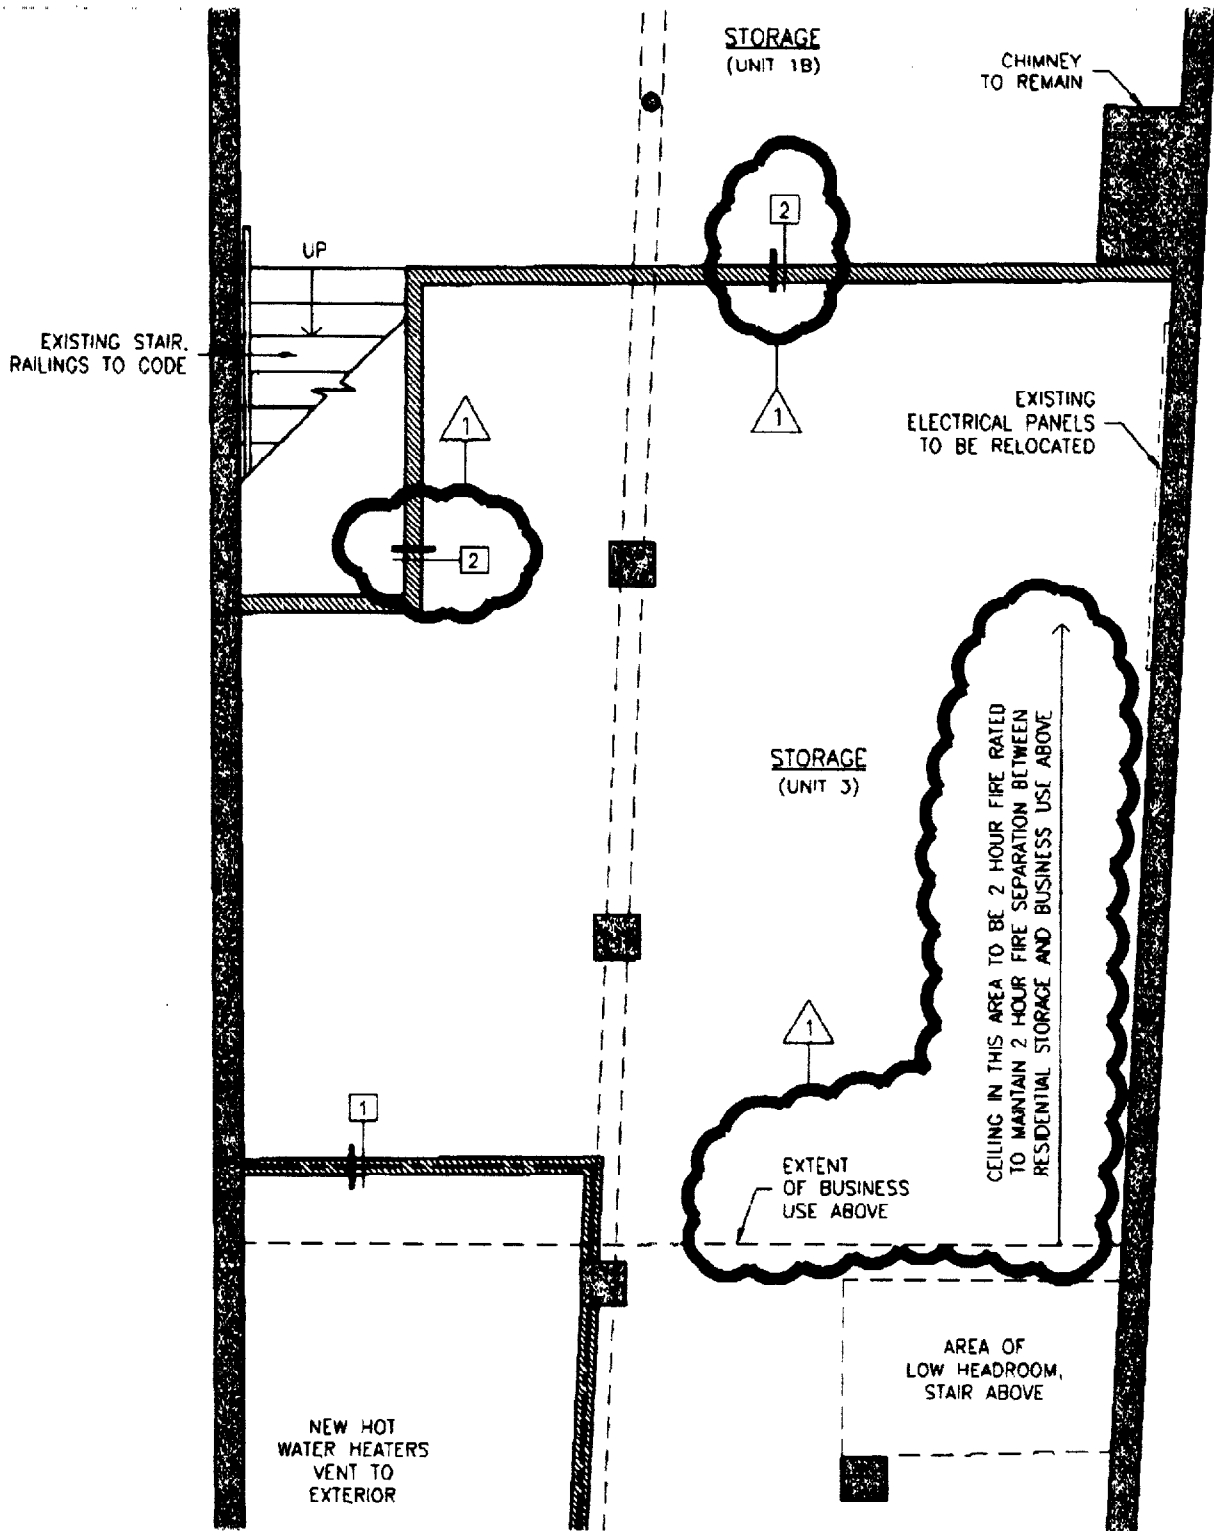 STORAGE
(UNIT 1B)
CHIMNEY
TO REMAIN
2
UP
EXISTING STAIR.
RAILINGS TO CODE
1
1
EXISTING
ELECTRICAL PANELS
TO BE RELOCATED
2
STORAGE
(UNIT 3)
CEILING IN THIS AREA TO BE 2 HOUR FIRE RATED
TO MAINTAIN 2 HOUR FIRE SEPARATION BETWEEN
RESIDENTIAL STORAGE AND BUSINESS USE ABOVE
1
1
EXTENT
OF BUSINESS
USE ABOVE
AREA OF
LOW HEADROOM,
STAIR ABOVE
NEW HOT
WATER HEATERS
VENT TO
EXTERIOR